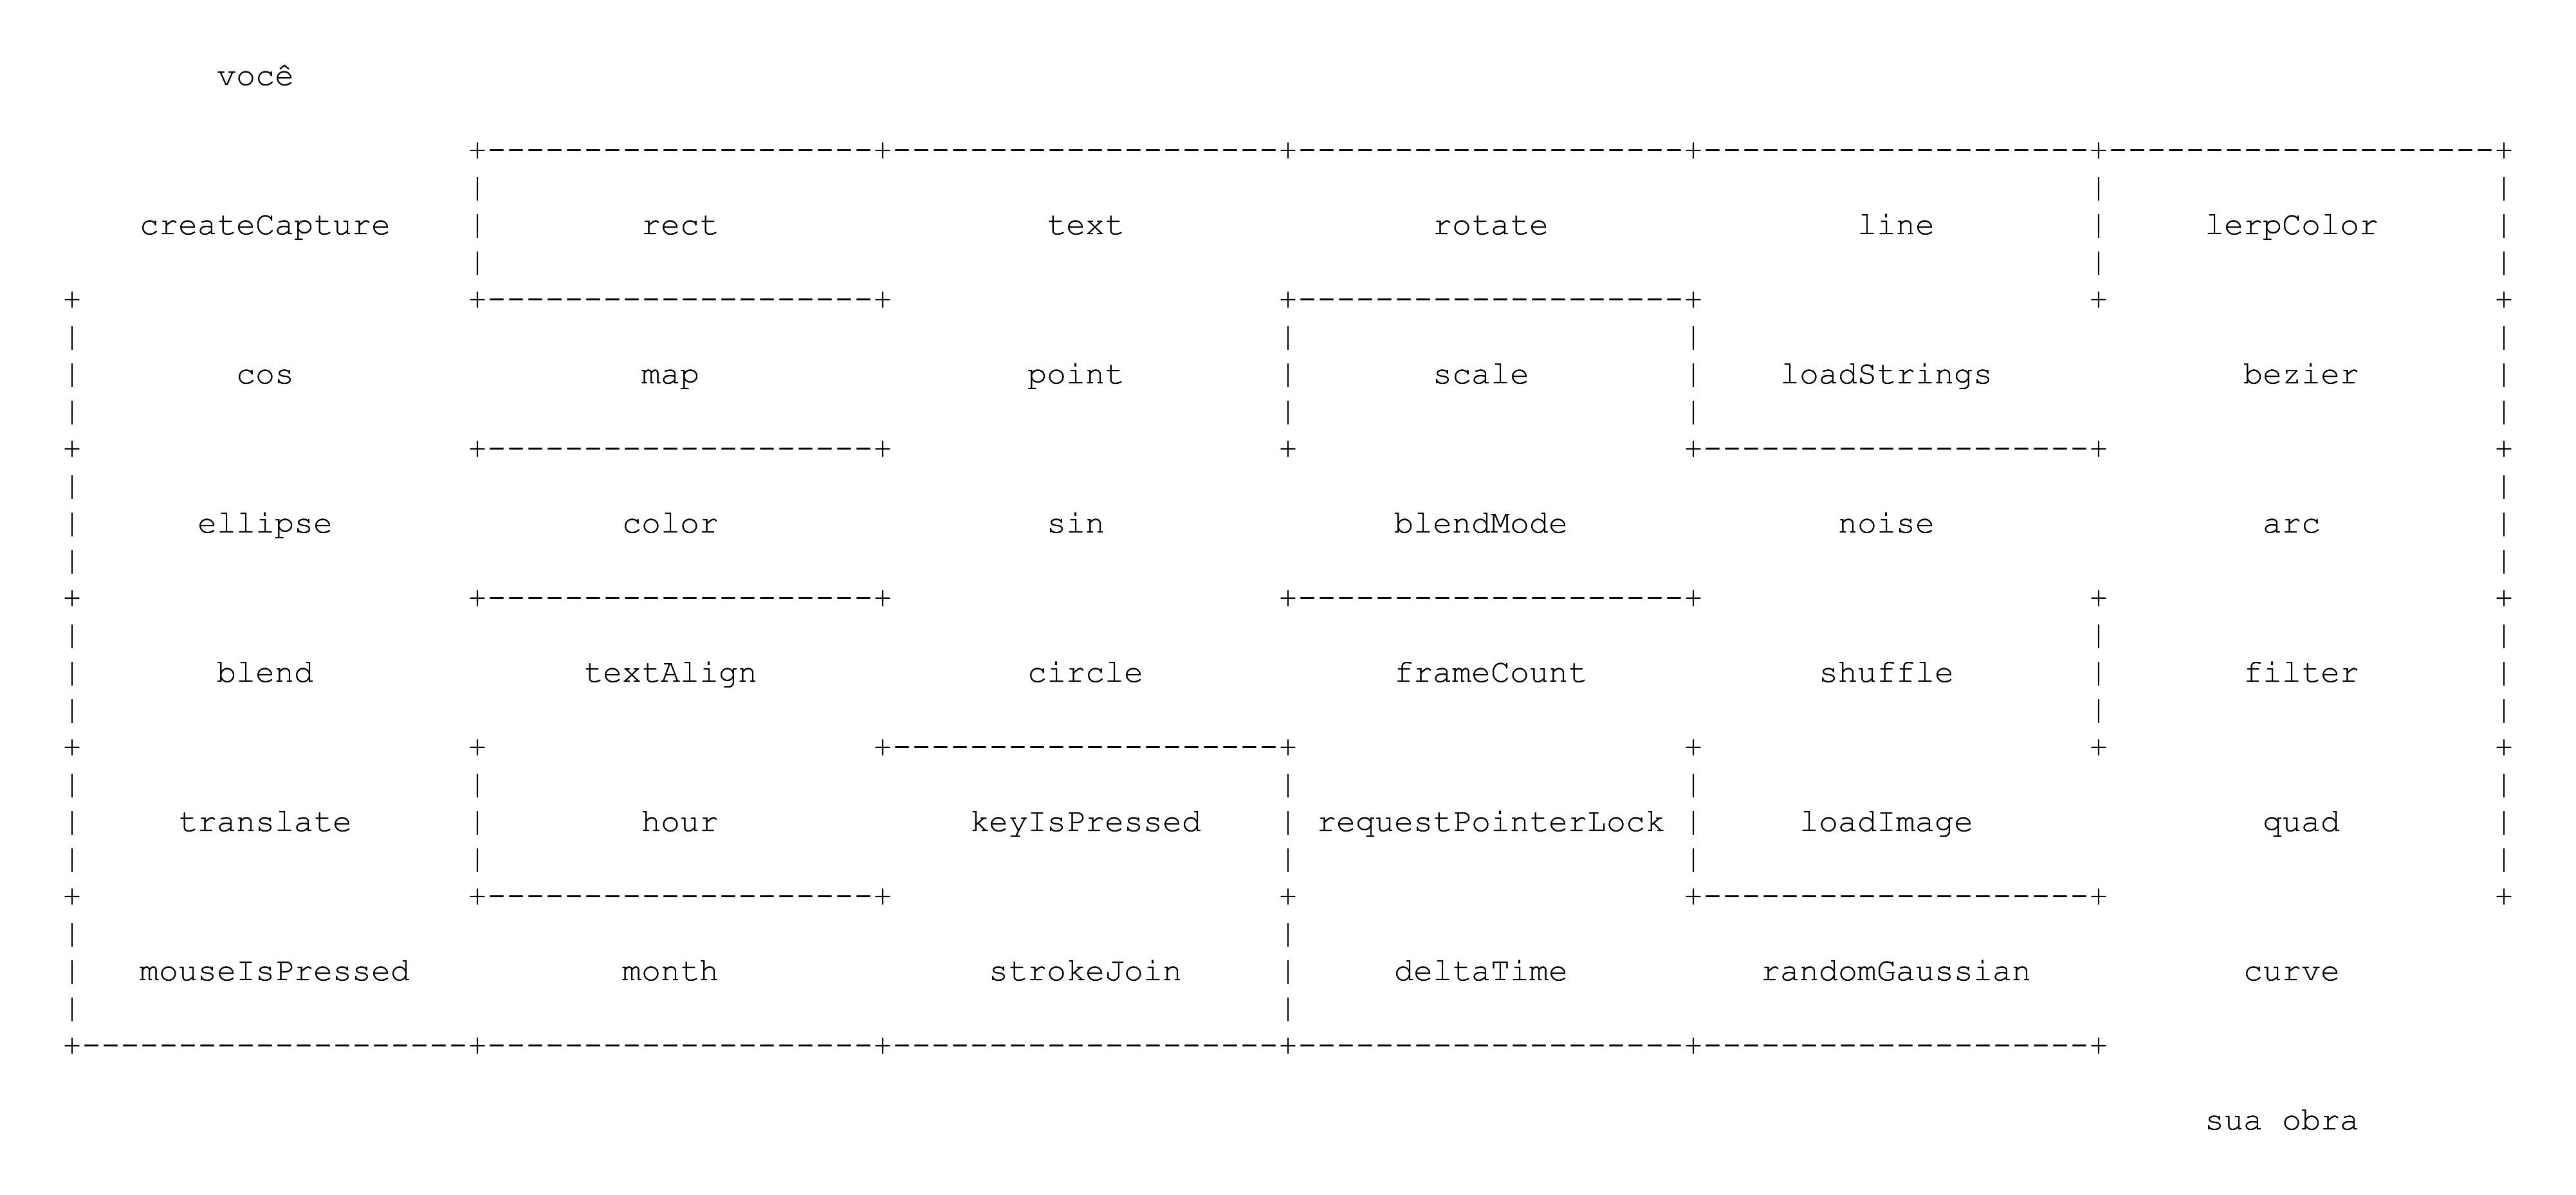 você
createCapture rect text rotate line lerpColor
cos map point scale loadStrings bezier
ellipse color sin blendMode noise arc
blend textAlign circle frameCount shuffle filter
translate hour keyIsPressed requestPointerLock loadImage quad
mouseIsPressed month strokeJoin deltaTime randomGaussian curve
sua obra